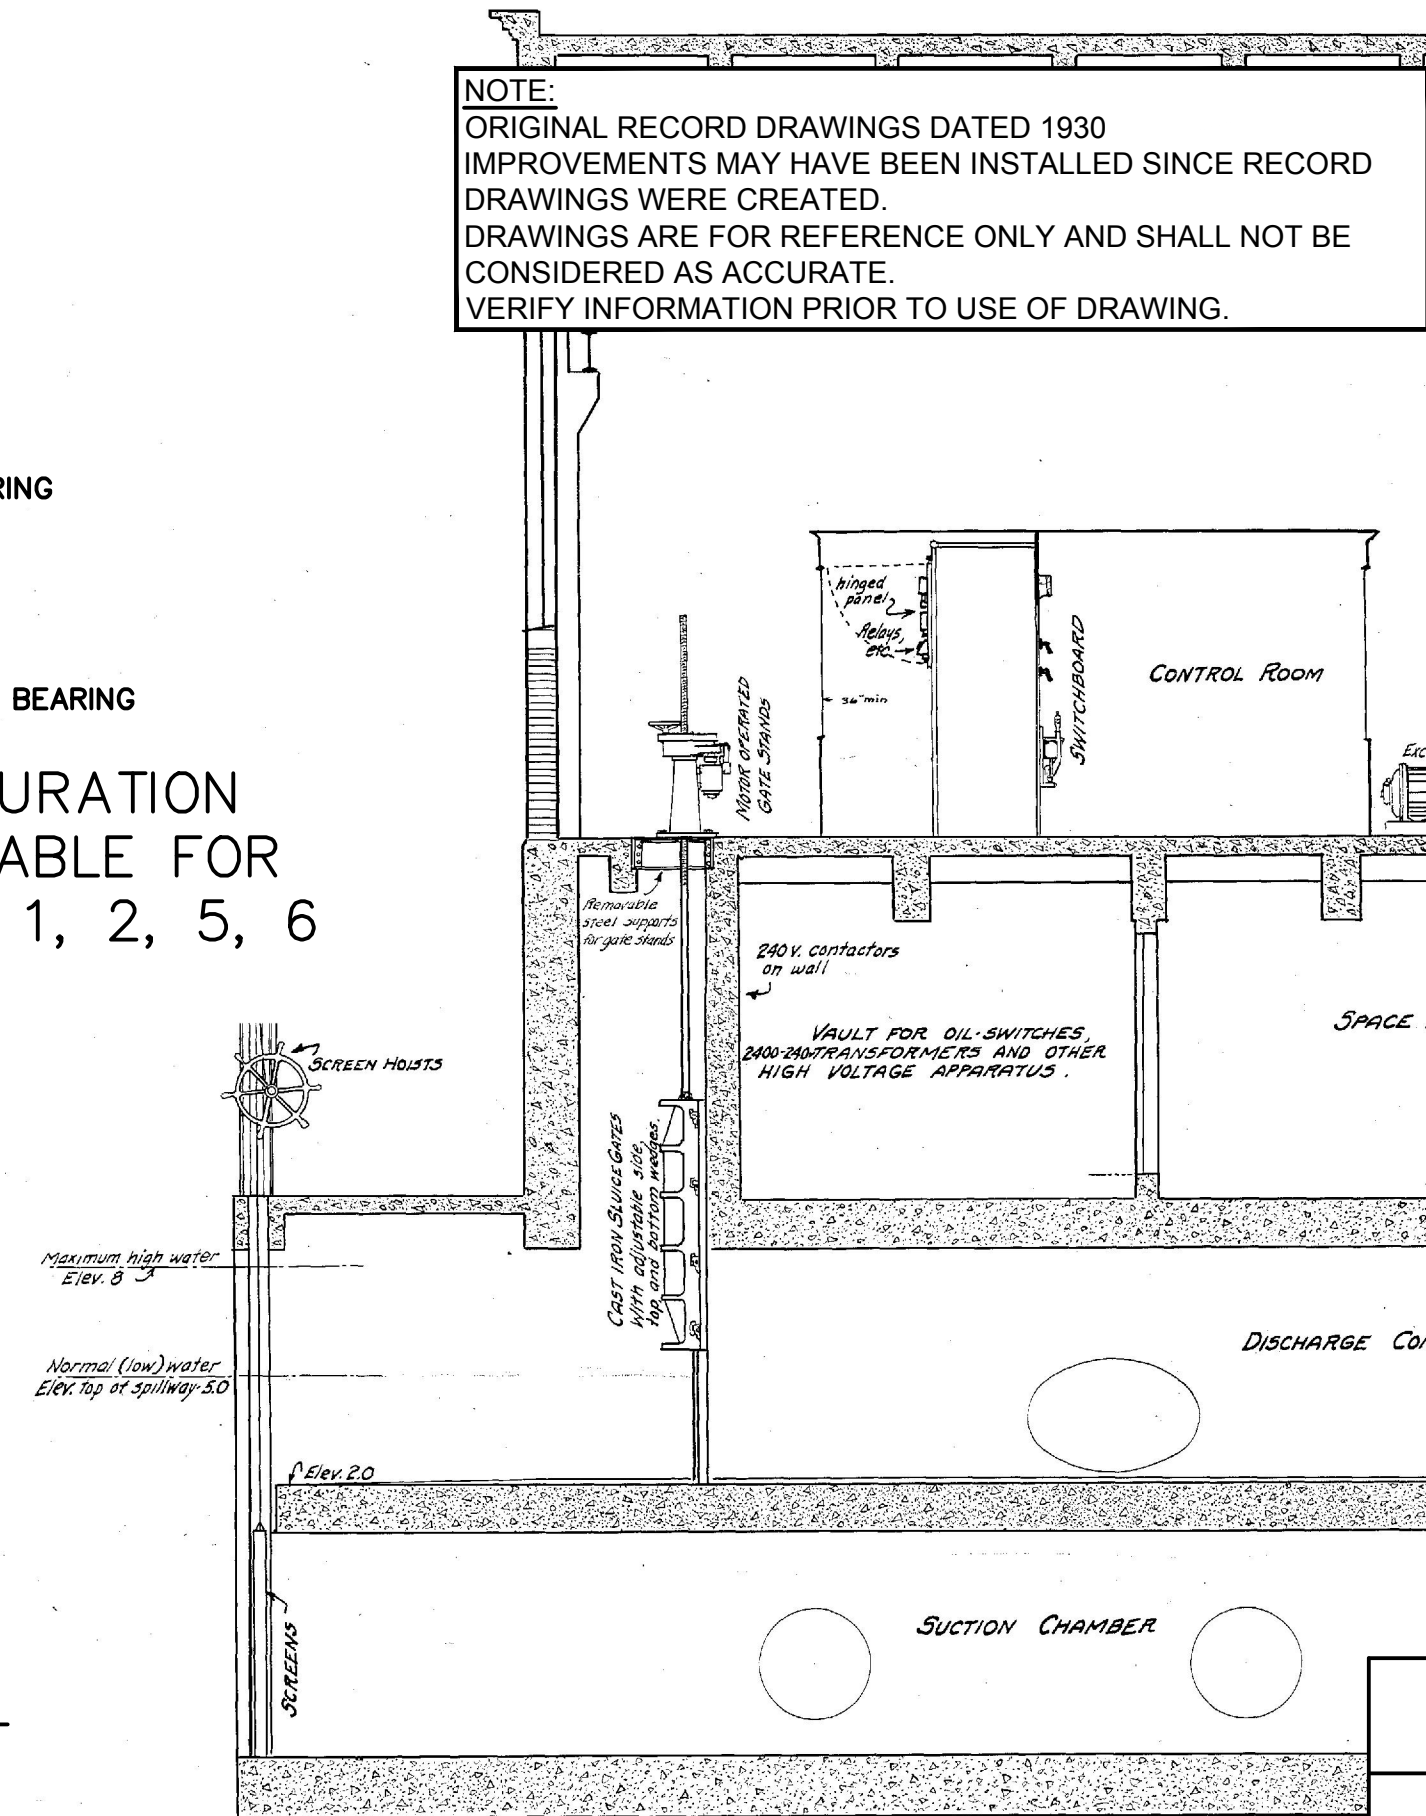 NOTE:
ORIGINAL RECORD DRAWINGS DATED 1930
IMPROVEMENTS MAY HAVE BEEN INSTALLED SINCE RECORD
DRAWINGS WERE CREATED.
DRAWINGS ARE FOR REFERENCE ONLY AND SHALL NOT BE
CONSIDERED AS ACCURATE.
VERIFY INFORMATION PRIOR TO USE OF DRAWING.
RING
BEARING
URATION
ABLE FOR
1, 2, 5, 6
hinged
panel
Relays,
etc.
36" min
SWITCHBOARD
CONTROL ROOM
MOTOR OPERATED
GATE STANDS
EXC
Removable
steel supports
for gate stands
240 v. contactors
on wall
VAULT FOR OIL-SWITCHES,
2400-240-TRANSFORMERS AND OTHER
HIGH VOLTAGE APPARATUS.
SPACE
SCREEN HOISTS
CAST IRON SLUICE GATES
with adjustable side,
top, and bottom wedges.
Maximum high water
Elev. 8
Normal (low) water
Elev. top of spillway-5.0
DISCHARGE CON
Elev. 2.0
SUCTION CHAMBER
SCREENS